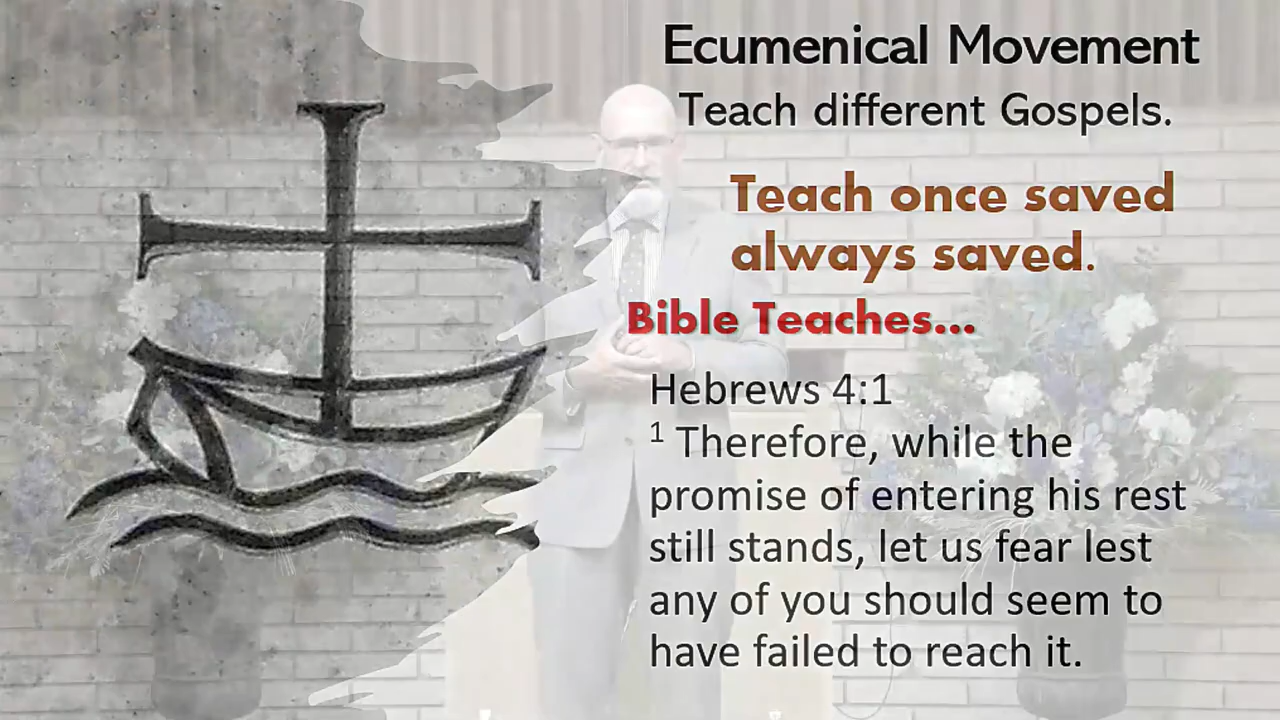 Ecumenical Movement
Teach different Gospels.
Teach once saved
always saved.
Bible Teaches...
Hebrews 4:1
1 Therefore, while the
promise of entering his rest
still stands, let us fear lest
any of you should seem to
have failed to reach it.